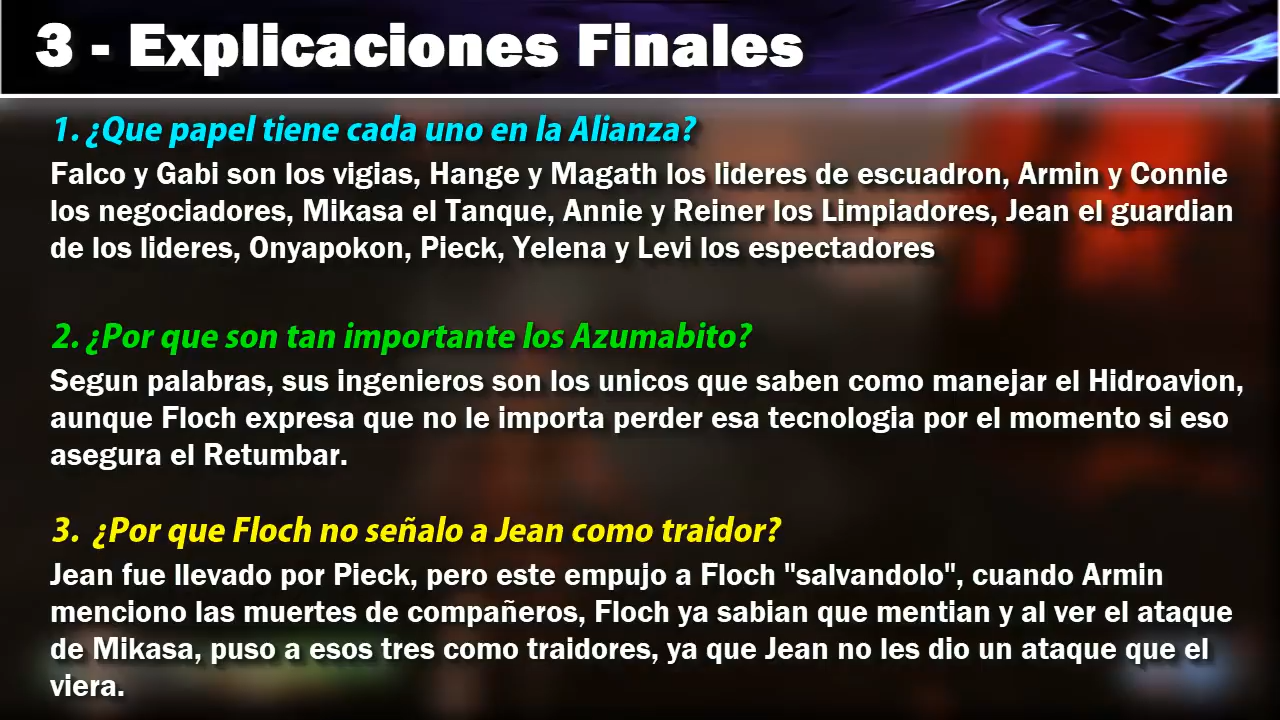 3 - Explicaciones Finales
1. ¿Que papel tiene cada uno en la Alianza?
Falco y Gabi son los vigias, Hange y Magath los lideres de escuadron, Armin y Connie
los negociadores, Mikasa el Tanque, Annie y Reiner los Limpiadores, Jean el guardian
de los lideres, Onyapokon, Pieck, Yelena y Levi los espectadores
2. ¿Por que son tan importante los Azumabito?
Segun palabras, sus ingenieros son los unicos que saben como manejar el Hidroavion,
aunque Floch expresa que no le importa perder esa tecnologia por el momento si eso
asegura el Retumbar.
3. ¿Por que Floch no señalo a Jean como traidor?
Jean fue llevado por Pieck, pero este empujo a Floch "salvandolo", cuando Armin
menciono las muertes de compañeros, Floch ya sabian que mentian y al ver el ataque
de Mikasa, puso a esos tres como traidores, ya que Jean no les dio un ataque que el
viera.